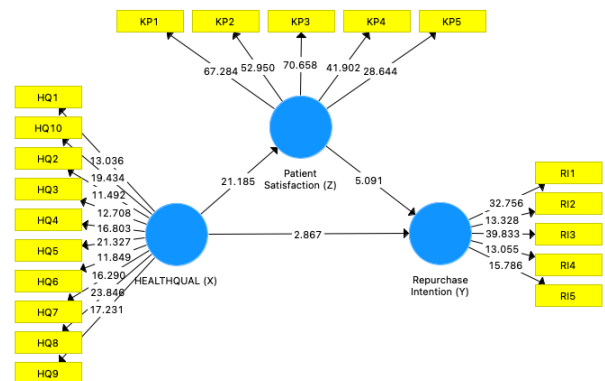 KP1
KP2
KP3
KP4
KP5
67.284
52.950
70.658
41.902
28.644
Patient
Satisfaction (Z)
HQ1
HQ10
HQ2
HQ3
HQ4
HQ5
HQ6
HQ7
HQ8
HQ9
13.036
19.434
11.492
12.708
16.803
21.327
11.849
16.290
23.846
17.231
HEALTHQUAL (X)
21.185
5.091
2.867
Repurchase
Intention (Y)
32.756
13.328
39.833
13.055
15.786
RI1
RI2
RI3
RI4
RI5